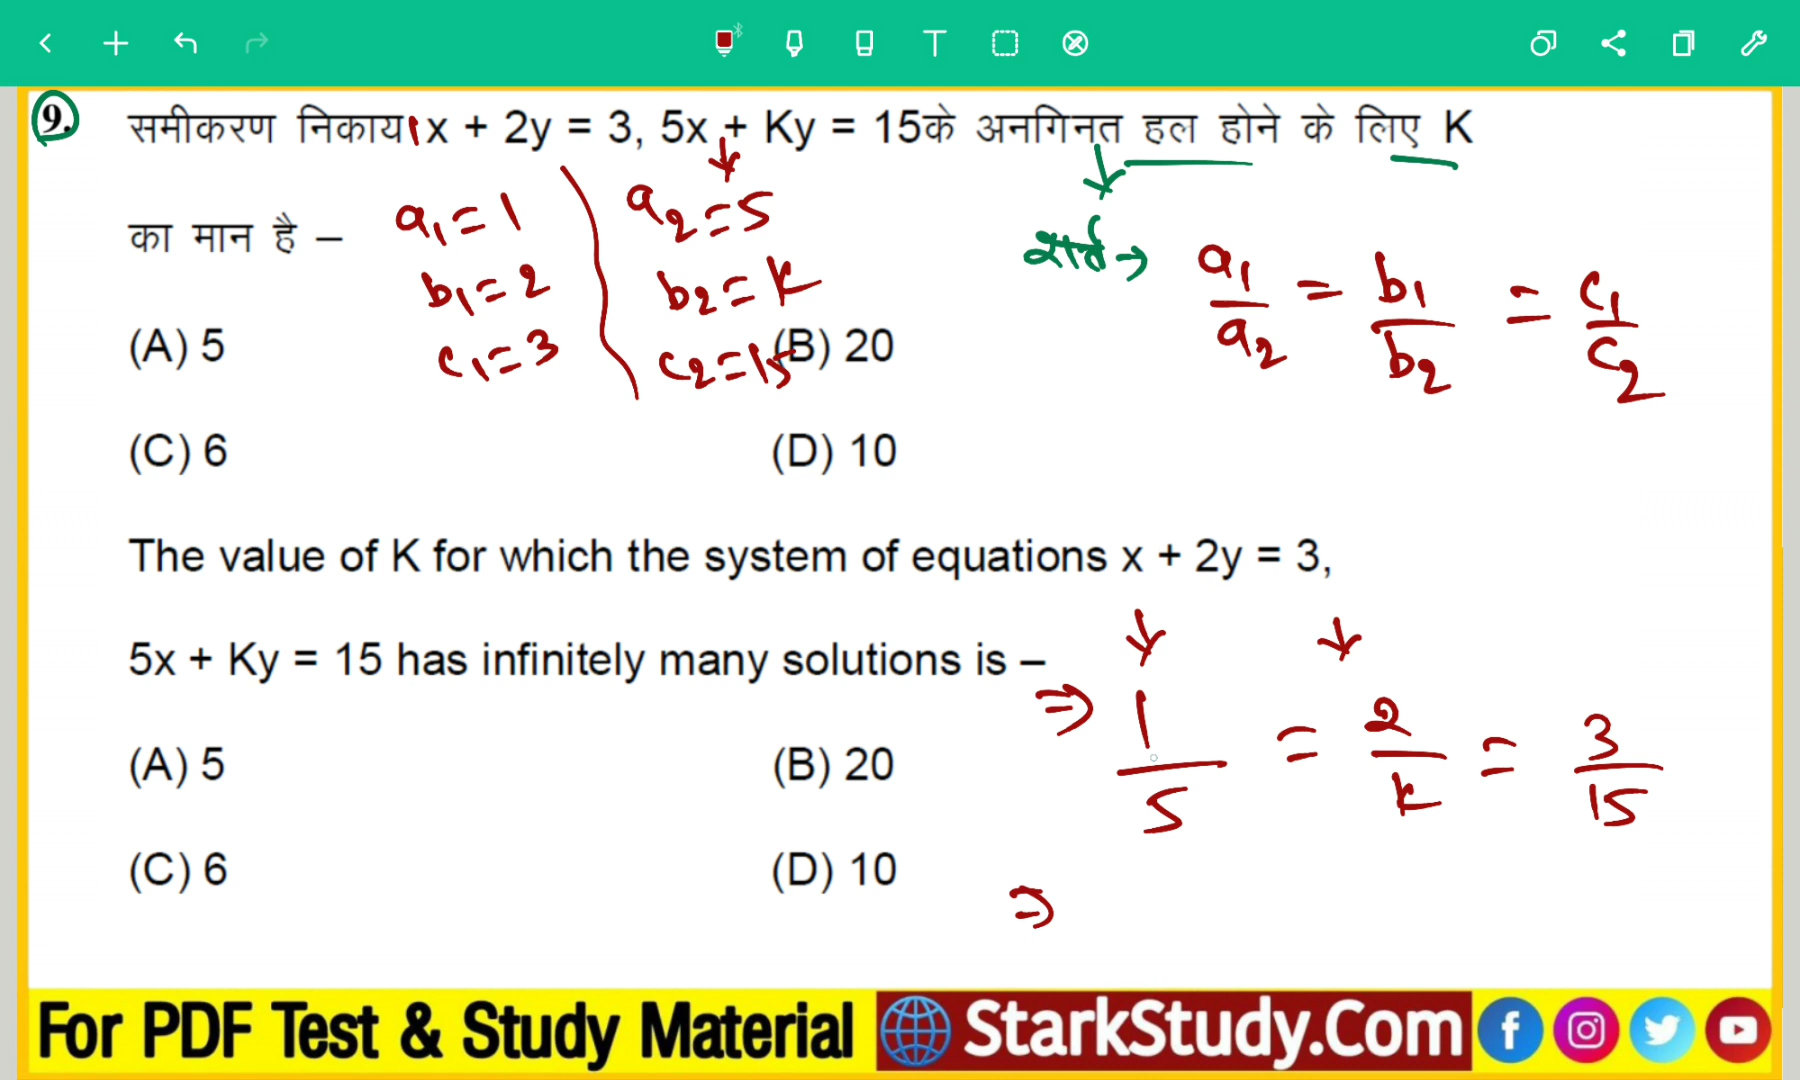 9. समीकरण निकाय x + 2y = 3, 5x + Ky = 15के अनगिनत हल होने के लिए K
1
का मान है –
a1 = 1
a2 = 5
b1 = 2
b2 = k
c1 = 3
c2 = 15
शर्त → a1/a2 = b1/b2 = c1/c2
(A) 5 (B) 20
(C) 6 (D) 10
The value of K for which the system of equations x + 2y = 3,
5x + Ky = 15 has infinitely many solutions is –
⇒ 1/5 = 2/k = 3/15
(A) 5 (B) 20
(C) 6 (D) 10
⇒
For PDF Test & Study Material StarkStudy.Com